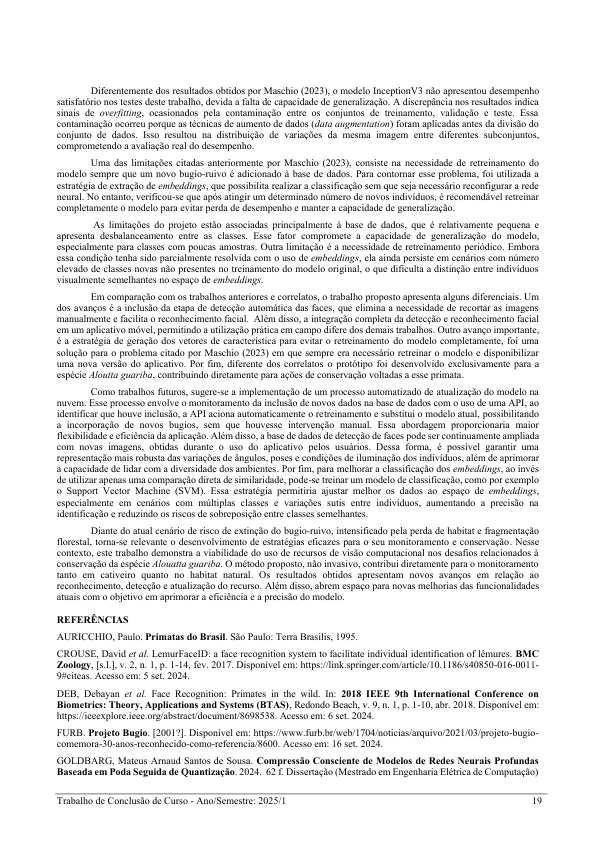 Diferentemente dos resultados obtidos por Maschio (2023), o modelo InceptionV3 não apresentou desempenho
satisfatório nos testes deste trabalho, devida a falta de capacidade de generalização. A discrepância nos resultados indica
sinais de overfitting, ocasionados pela contaminação entre os conjuntos de treinamento, validação e teste. Essa
contaminação ocorreu porque as técnicas de aumento de dados (data augmentation) foram aplicadas antes da divisão do
conjunto de dados. Isso resultou na distribuição de variações da mesma imagem entre diferentes subconjuntos,
comprometendo a avaliação real do desempenho.
Uma das limitações citadas anteriormente por Maschio (2023), consiste na necessidade de retreinamento do
modelo sempre que um novo bugio-ruivo é adicionado à base de dados. Para contornar esse problema, foi utilizada a
estratégia de extração de embeddings, que possibilita realizar a classificação sem que seja necessário reconfigurar a rede
neural. No entanto, verificou-se que após atingir um determinado número de novos indivíduos, é recomendável retreinar
completamente o modelo para evitar perda de desempenho e manter a capacidade de generalização.
As limitações do projeto estão associadas principalmente à base de dados, que é relativamente pequena e
apresenta desbalanceamento entre as classes. Esse fator compromete a capacidade de generalização do modelo,
especialmente para classes com poucas amostras. Outra limitação é a necessidade de retreinamento periódico. Embora
essa condição tenha sido parcialmente resolvida com o uso de embeddings, ela ainda persiste em cenários com número
elevado de classes novas não presentes no treinamento do modelo original, o que dificulta a distinção entre indivíduos
visualmente semelhantes no espaço de embeddings.
Em comparação com os trabalhos anteriores e correlatos, o trabalho proposto apresenta alguns diferenciais. Um
dos avanços é a inclusão da etapa de detecção automática das faces, que elimina a necessidade de recortar as imagens
manualmente e facilita o reconhecimento facial. Além disso, a integração completa da detecção e reconhecimento facial
em um aplicativo móvel, permitindo a utilização prática em campo difere dos demais trabalhos. Outro avanço importante,
é a estratégia de geração dos vetores de característica para evitar o retreinamento do modelo completamente, foi uma
solução para o problema citado por Maschio (2023) em que sempre era necessário retreinar o modelo e disponibilizar
uma nova versão do aplicativo. Por fim, diferente dos correlatos o protótipo foi desenvolvido exclusivamente para a
espécie Aloutta guariba, contribuindo diretamente para ações de conservação voltadas a esse primata.
Como trabalhos futuros, sugere-se a implementação de um processo automatizado de atualização do modelo na
nuvem. Esse processo envolve o monitoramento da inclusão de novos dados na base de dados com o uso de uma API, ao
identificar que houve inclusão, a API aciona automaticamente o retreinamento e substitui o modelo atual, possibilitando
a incorporação de novos bugios, sem que houvesse intervenção manual. Essa abordagem proporcionaria maior
flexibilidade e eficiência da aplicação. Além disso, a base de dados de detecção de faces pode ser continuamente ampliada
com novas imagens, obtidas durante o uso do aplicativo pelos usuários. Dessa forma, é possível garantir uma
representação mais robusta das variações de ângulos, poses e condições de iluminação dos indivíduos, além de aprimorar
a capacidade de lidar com a diversidade dos ambientes. Por fim, para melhorar a classificação dos embeddings, ao invés
de utilizar apenas uma comparação direta de similaridade, pode-se treinar um modelo de classificação, como por exemplo
o Support Vector Machine (SVM). Essa estratégia permitiria ajustar melhor os dados ao espaço de embeddings,
especialmente em cenários com múltiplas classes e variações sutis entre indivíduos, aumentando a precisão na
identificação e reduzindo os riscos de sobreposição entre classes semelhantes.
Diante do atual cenário de risco de extinção do bugio-ruivo, intensificado pela perda de habitat e fragmentação
florestal, torna-se relevante o desenvolvimento de estratégias eficazes para o seu monitoramento e conservação. Nesse
contexto, este trabalho demonstra a viabilidade do uso de recursos de visão computacional nos desafios relacionados à
conservação da espécie Alouatta guariba. O método proposto, não invasivo, contribui diretamente para o monitoramento
tanto em cativeiro quanto no habitat natural. Os resultados obtidos apresentam novos avanços em relação ao
reconhecimento, detecção e atualização do recurso. Além disso, abrem espaço para novas melhorias das funcionalidades
atuais com o objetivo em aprimorar a eficiência e a precisão do modelo.
REFERÊNCIAS
AURICCHIO, Paulo. Primatas do Brasil. São Paulo: Terra Brasilis, 1995.
CROUSE, David et al. LemurFaceID: a face recognition system to facilitate individual identification of lêmures. BMC
Zoology, [s.l.], v. 2, n. 1, p. 1-14, fev. 2017. Disponível em: https://link.springer.com/article/10.1186/s40850-016-0011-
9#citeas. Acesso em: 5 set. 2024.
DEB, Debayan et al. Face Recognition: Primates in the wild. In: 2018 IEEE 9th International Conference on
Biometrics: Theory, Applications and Systems (BTAS), Redondo Beach, v. 9, n. 1, p. 1-10, abr. 2018. Disponível em:
https://ieeexplore.ieee.org/abstract/document/8698538. Acesso em: 6 set. 2024.
FURB. Projeto Bugio. [2001?]. Disponível em: https://www.furb.br/web/1704/noticias/arquivo/2021/03/projeto-bugio-
comemora-30-anos-reconhecido-como-referencia/8600. Acesso em: 16 set. 2024.
GOLDBARG, Mateus Arnaud Santos de Sousa. Compressão Consciente de Modelos de Redes Neurais Profundas
Baseada em Poda Seguida de Quantização. 2024. 62 f. Dissertação (Mestrado em Engenharia Elétrica de Computação)
Trabalho de Conclusão de Curso - Ano/Semestre: 2025/1 19